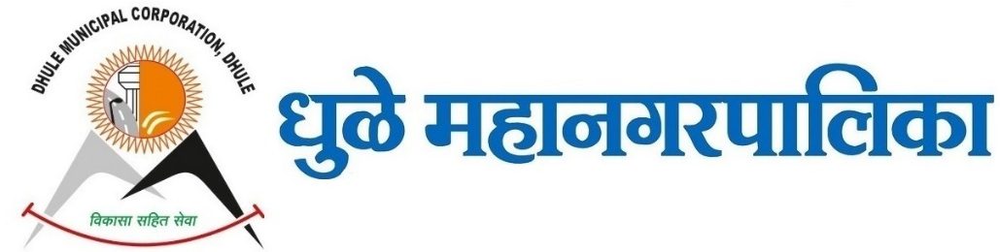 DHULE MUNICIPAL CORPORATION, DHULE
धुळे महानगरपालिका
विकासा सहित सेवा